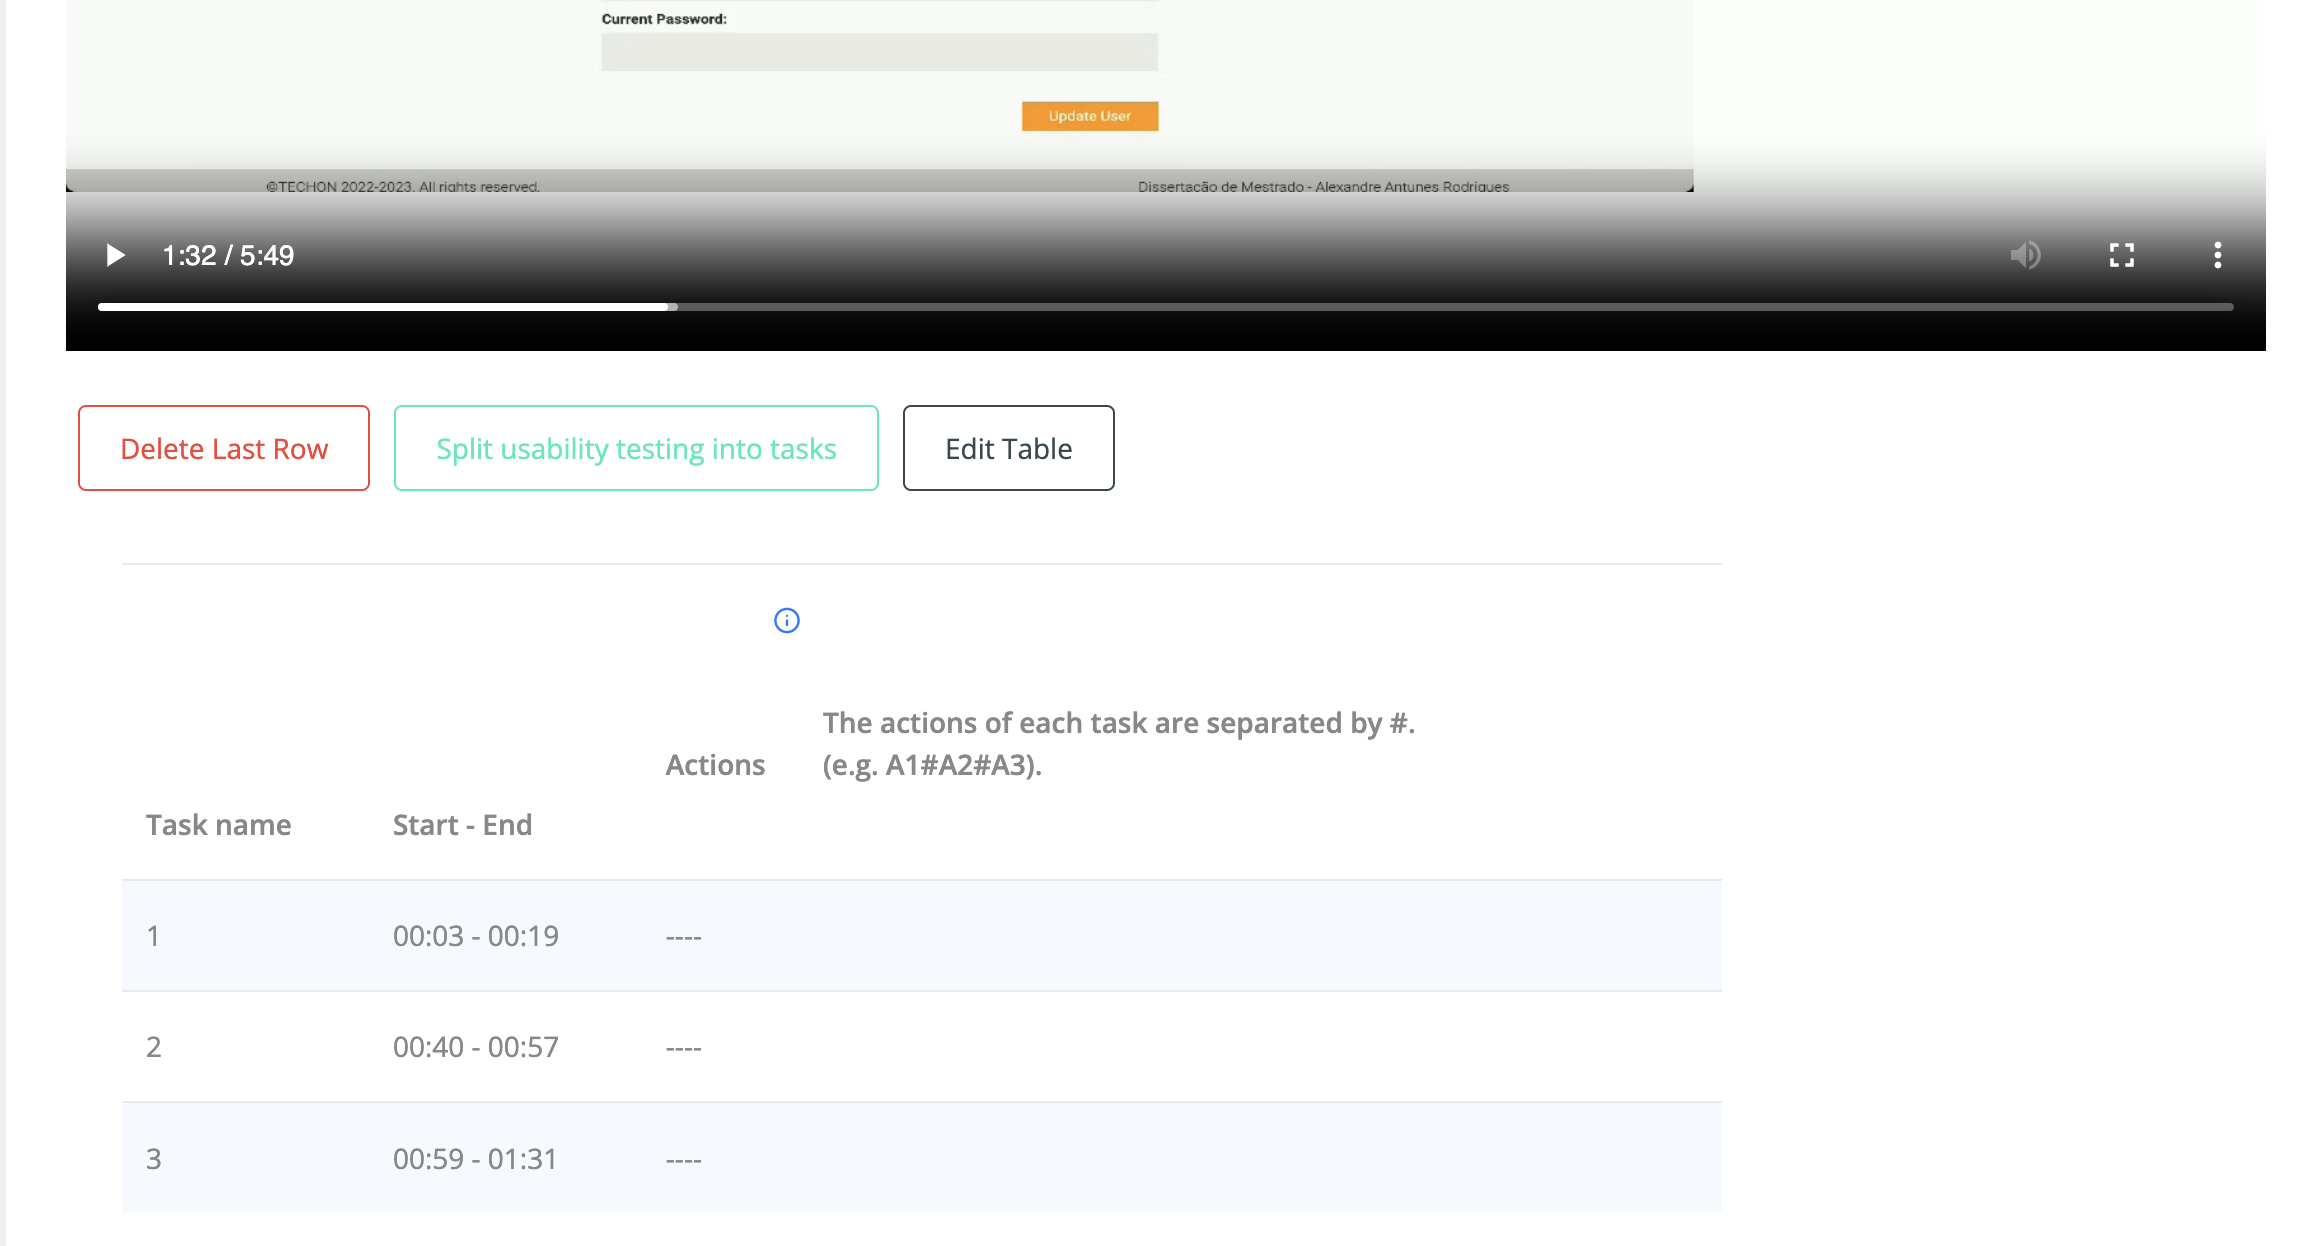 Current Password:
Update User
@TECHON 2022-2023. All rights reserved.
Dissertação de Mestrado - Alexandre Antunes Rodrigues
1:32 / 5:49
Delete Last Row
Split usability testing into tasks
Edit Table
The actions of each task are separated by #.
Actions (e.g. A1#A2#A3).
Task name Start - End
1 00:03 - 00:19 ----
2 00:40 - 00:57 ----
3 00:59 - 01:31 ----